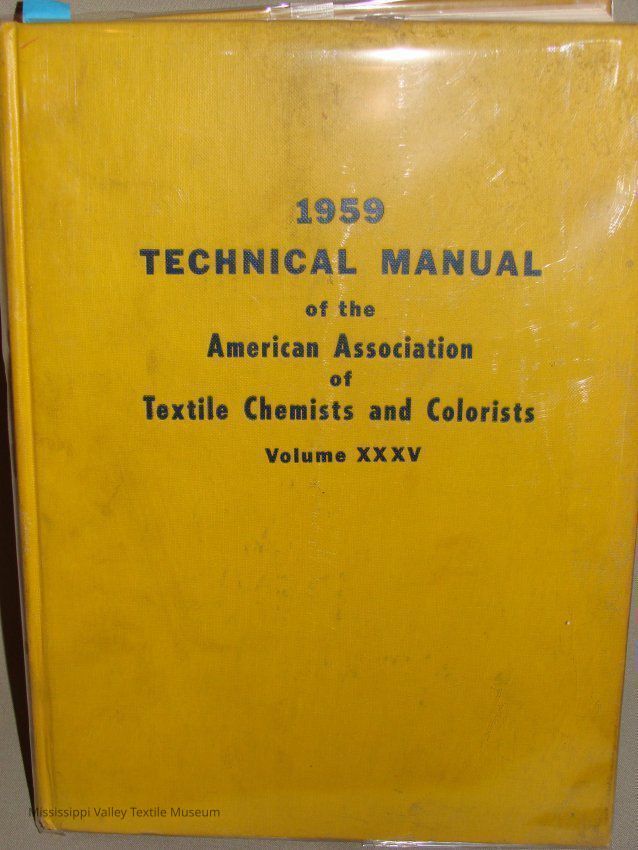 1959
TECHNICAL MANUAL
of the
American Association
of
Textile Chemists and Colorists
Volume XXXV
Mississippi Valley Textile Museum